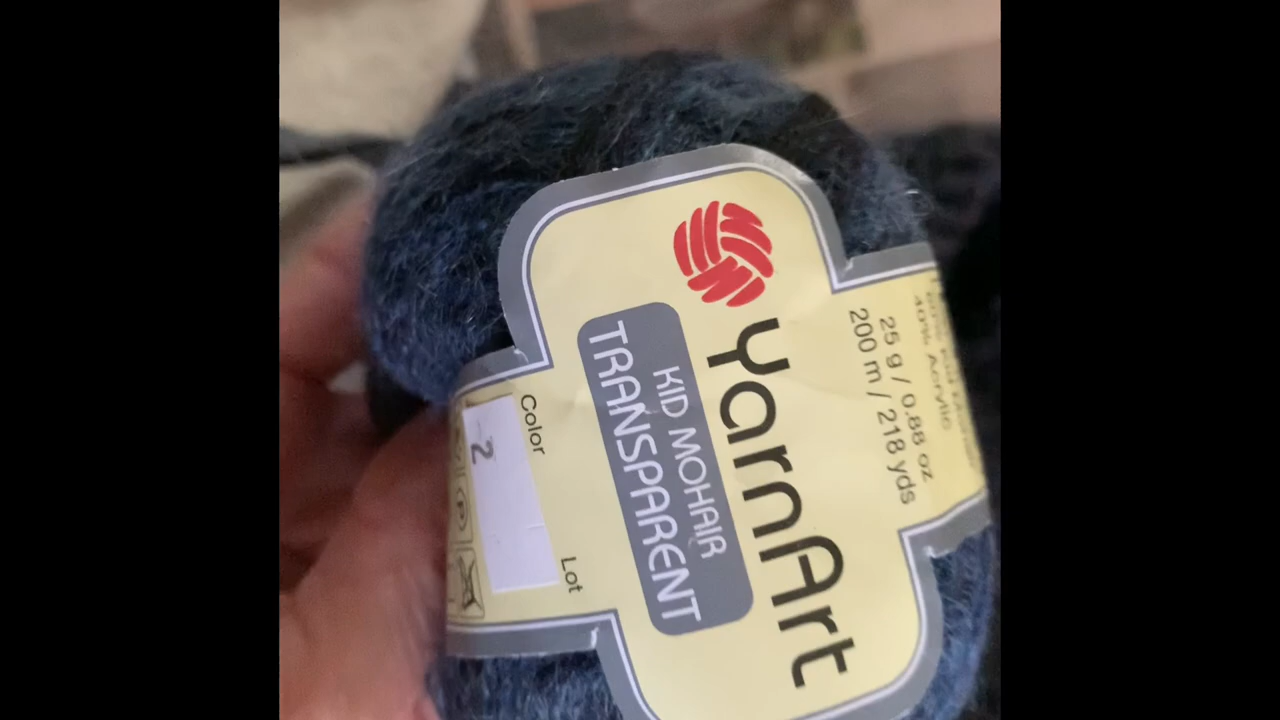 YarnArt
KID MOHAIR
TRANSPARENT
25 g / 0.88 oz
200 m / 218 yds
40% Acrylic
Color
2
Lot